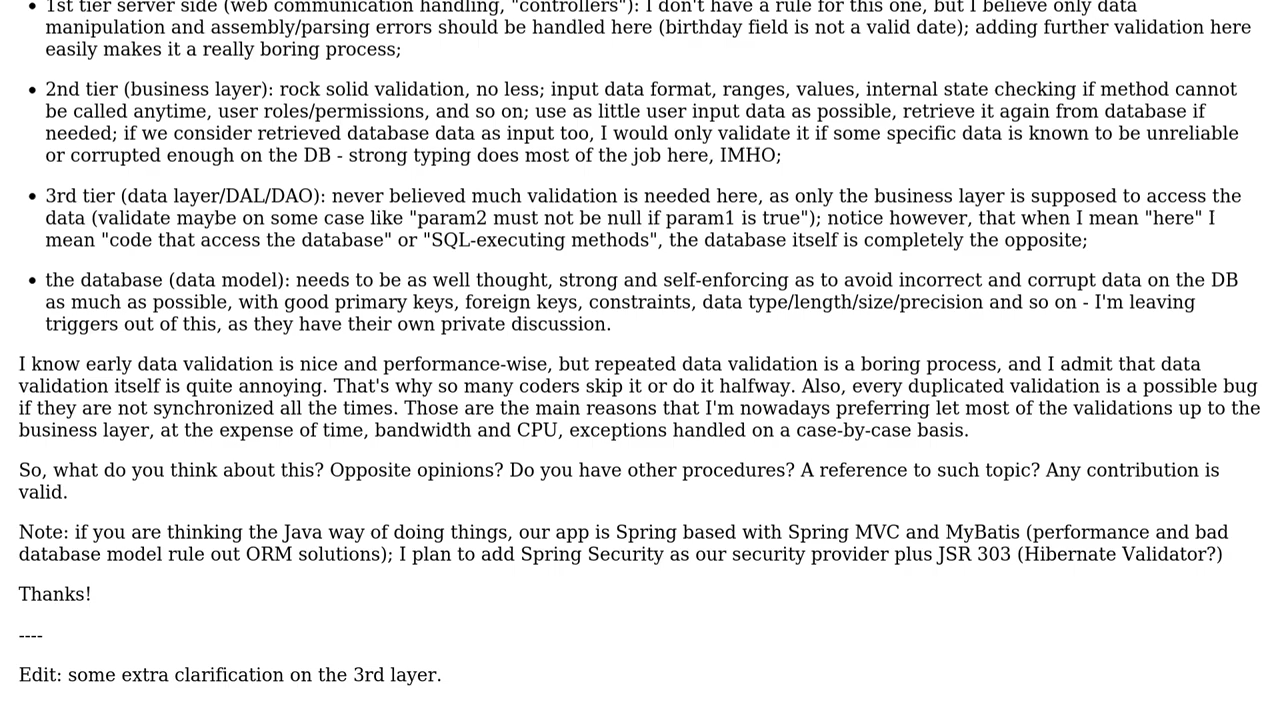 • 1st tier server side (web communication handling, "controllers"): I don't have a rule for this one, but I believe only data
manipulation and assembly/parsing errors should be handled here (birthday field is not a valid date); adding further validation here
easily makes it a really boring process;
• 2nd tier (business layer): rock solid validation, no less; input data format, ranges, values, internal state checking if method cannot
be called anytime, user roles/permissions, and so on; use as little user input data as possible, retrieve it again from database if
needed; if we consider retrieved database data as input too, I would only validate it if some specific data is known to be unreliable
or corrupted enough on the DB - strong typing does most of the job here, IMHO;
• 3rd tier (data layer/DAL/DAO): never believed much validation is needed here, as only the business layer is supposed to access the
data (validate maybe on some case like "param2 must not be null if param1 is true"); notice however, that when I mean "here" I
mean "code that access the database" or "SQL-executing methods", the database itself is completely the opposite;
• the database (data model): needs to be as well thought, strong and self-enforcing as to avoid incorrect and corrupt data on the DB
as much as possible, with good primary keys, foreign keys, constraints, data type/length/size/precision and so on - I'm leaving
triggers out of this, as they have their own private discussion.
I know early data validation is nice and performance-wise, but repeated data validation is a boring process, and I admit that data
validation itself is quite annoying. That's why so many coders skip it or do it halfway. Also, every duplicated validation is a possible bug
if they are not synchronized all the times. Those are the main reasons that I'm nowadays preferring let most of the validations up to the
business layer, at the expense of time, bandwidth and CPU, exceptions handled on a case-by-case basis.
So, what do you think about this? Opposite opinions? Do you have other procedures? A reference to such topic? Any contribution is
valid.
Note: if you are thinking the Java way of doing things, our app is Spring based with Spring MVC and MyBatis (performance and bad
database model rule out ORM solutions); I plan to add Spring Security as our security provider plus JSR 303 (Hibernate Validator?)
Thanks!
----
Edit: some extra clarification on the 3rd layer.